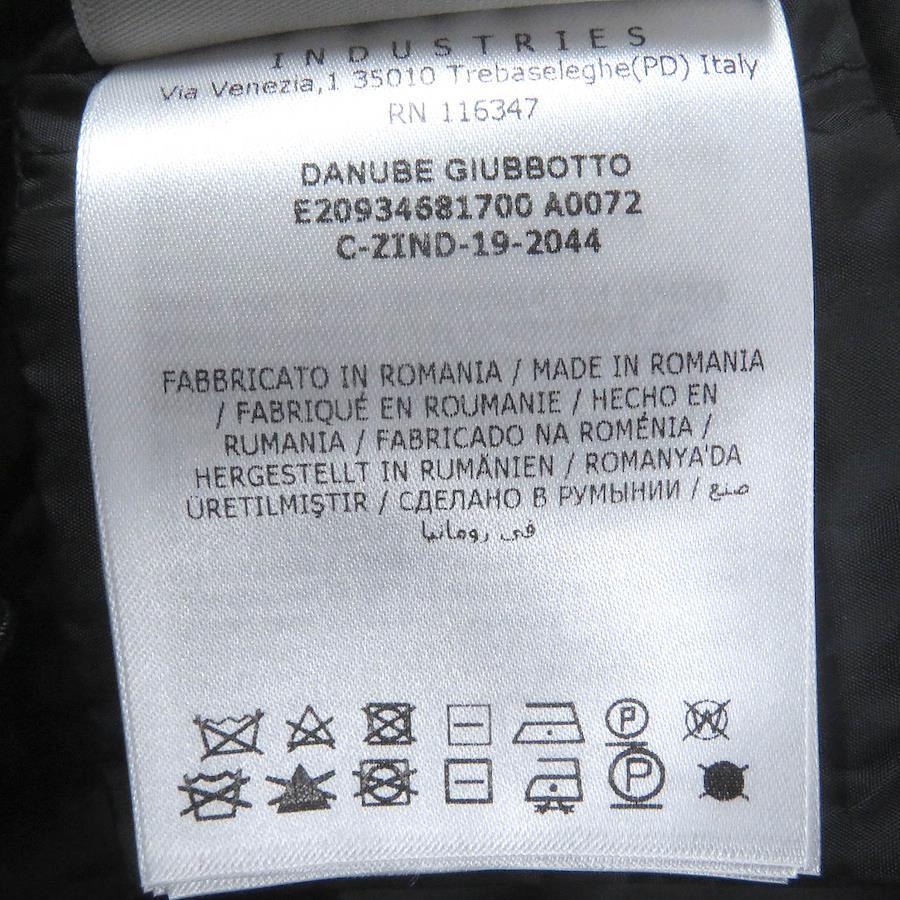 INDUSTRIES
Via Venezia,1 35010 Trebaseleghe(PD) Italy
RN 116347
DANUBE GIUBBOTTO
E20934681700 A0072
C-ZIND-19-2044
FABBRICATO IN ROMANIA / MADE IN ROMANIA
/ FABRIQUÉ EN ROUMANIE / HECHO EN
RUMANIA / FABRICADO NA ROMÉNIA /
HERGESTELLT IN RUMÄNIEN / ROMANYA'DA
ÜRETILMIŞTIR / СДЕЛАНО В РУМЫНИИ / صنع
في رومانيا
P W
P